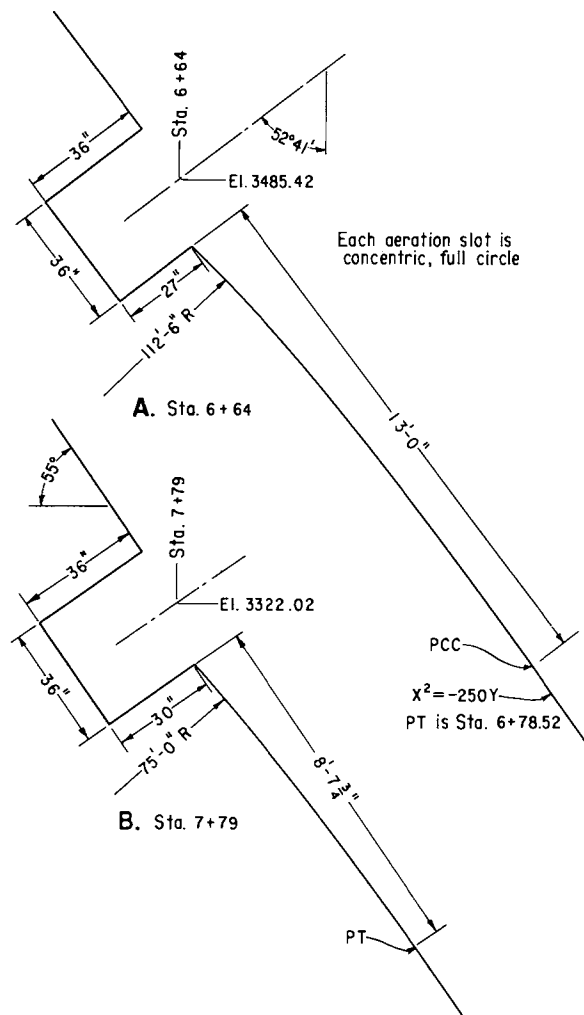 Sta. 6+64
36"
52°41'
El. 3485.42
Each aeration slot is
concentric, full circle
36"
27"
112'-6" R
13'-0"
A. Sta. 6+64
55°
Sta. 7+79
36"
El. 3322.02
PCC
X²=-250Y
PT is Sta. 6+78.52
36"
30"
75'-0" R
8'-7¾"
B. Sta. 7+79
PT